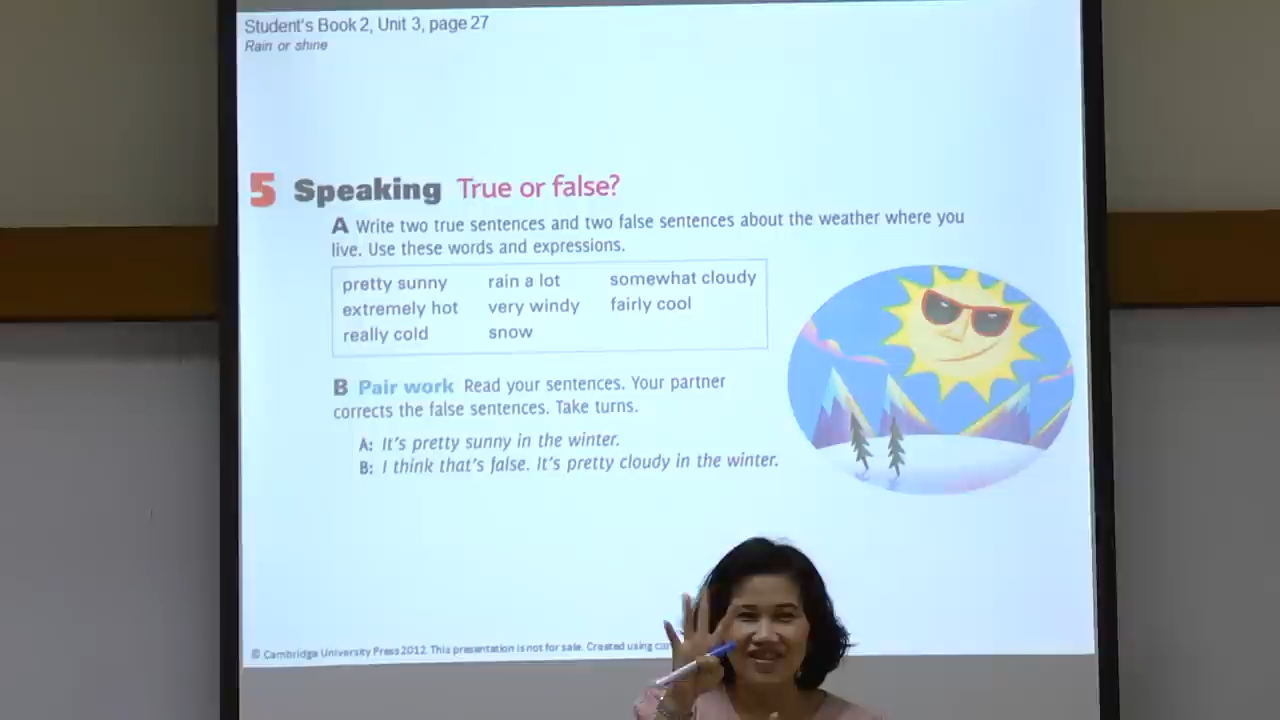 Student's Book 2, Unit 3, page 27
Rain or shine
5 Speaking True or false?
A Write two true sentences and two false sentences about the weather where you
live. Use these words and expressions.
pretty sunny rain a lot somewhat cloudy
extremely hot very windy fairly cool
really cold snow
B Pair work Read your sentences. Your partner
corrects the false sentences. Take turns.
A: It's pretty sunny in the winter.
B: I think that's false. It's pretty cloudy in the winter.
© Cambridge University Press 2012. This presentation is not for sale. Created using